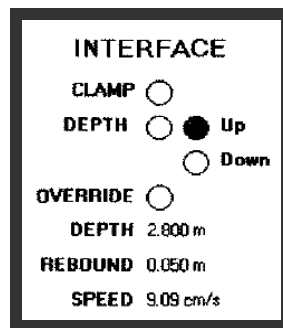 INTERFACE
CLAMP
DEPTH Up
Down
OVERRIDE
DEPTH 2.800 m
REBOUND 0.050 m
SPEED 9.09 cm/s